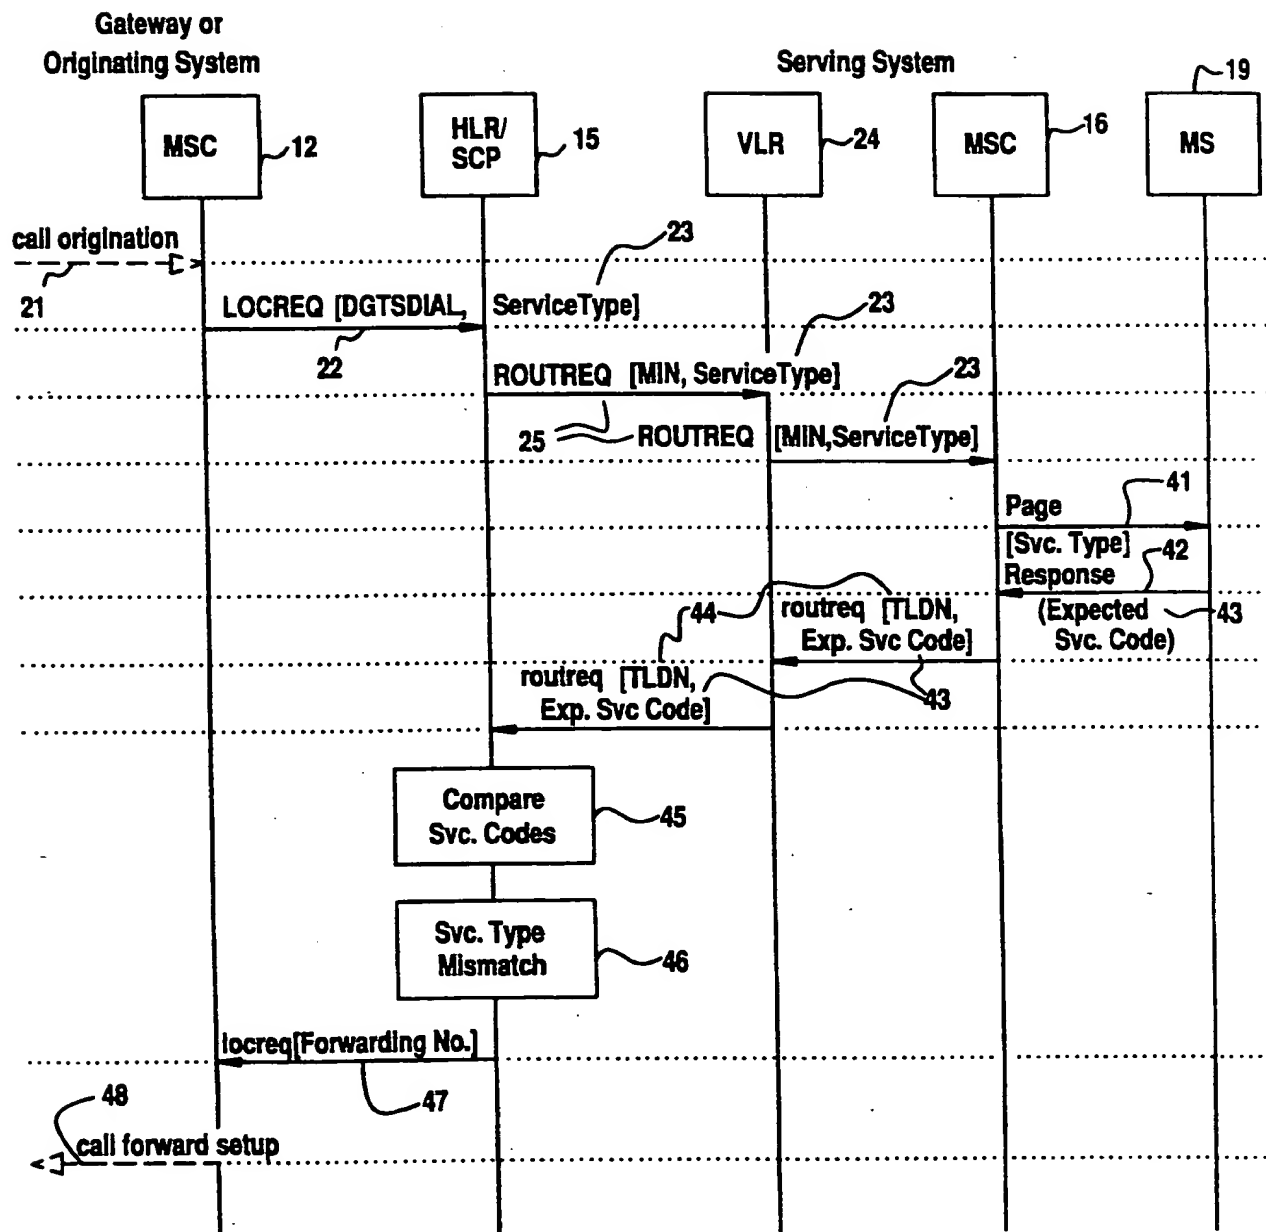 Gateway or
Originating System
Serving System
19
MSC
12
HLR/
SCP
15
VLR
24
MSC
16
MS
call origination
21
23
LOCREQ [DGTSDIAL, ServiceType]
22
23
ROUTREQ [MIN, ServiceType]
23
25
ROUTREQ [MIN,ServiceType]
Page
41
[Svc. Type]
42
Response
44
routreq [TLDN,
(Expected
43
Exp. Svc Code]
Svc. Code)
routreq [TLDN,
43
Exp. Svc Code]
Compare
Svc. Codes
45
Svc. Type
Mismatch
46
locreq[Forwarding No.]
47
48
call forward setup